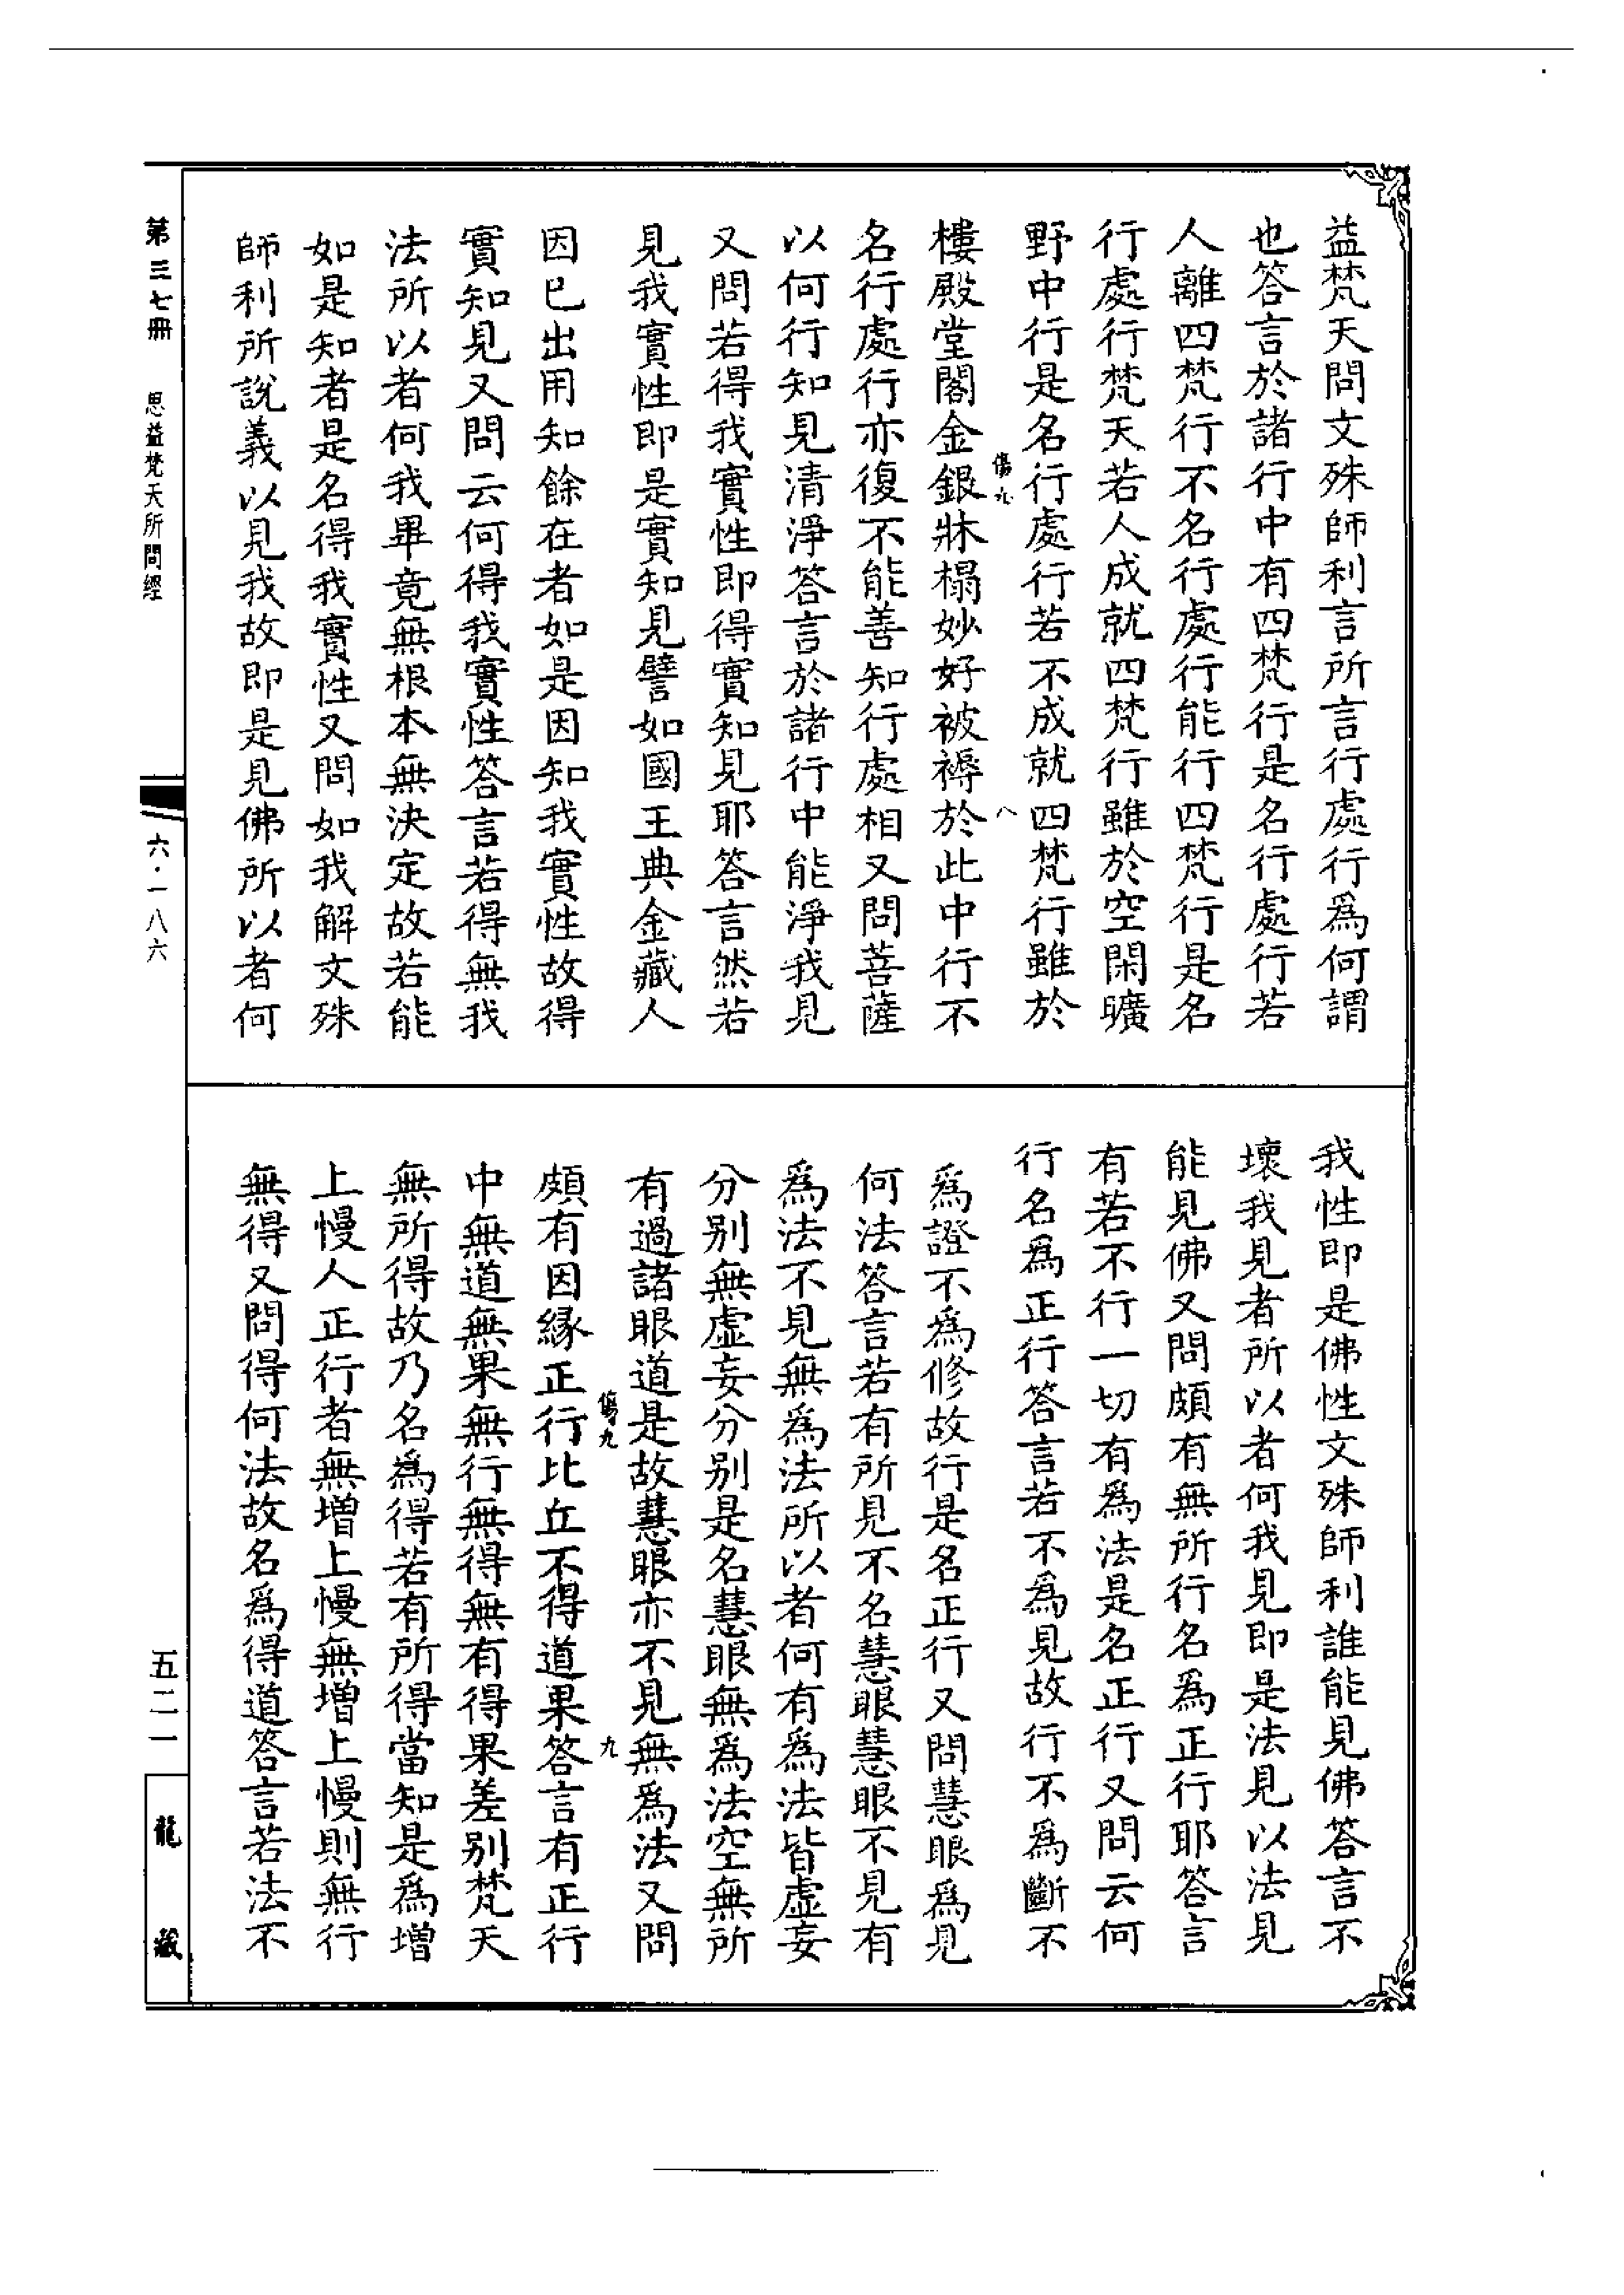 益梵天問文殊師利言所言行處行爲何謂
也答言於諸行中有四梵行是名行處行若
人離四梵行不名行處行能行四梵行是名
行處行梵天若人成就四梵行雖於空閑曠
野中行是名行處行若不成就四梵行雖於
傷九
八
樓殿堂閣金銀牀榻妙好被褥於此中行不
名行處行亦復不能善知行處相又問菩薩
以何行知見清淨答言於諸行中能淨我見
又問若得我實性即得實知見耶答言然若
見我實性即是實知見譬如國王典金藏人
因已出用知餘在者如是因知我實性故得
實知見又問云何得我實性答言若得無我
法所以者何我畢竟無根本無決定故若能
如是知者是名得我實性又問如我解文殊
師利所說義以見我故即是見佛所以者何
我性即是佛性文殊師利誰能見佛答言不
壞我見者所以者何我見即是法見以法見
能見佛又問頗有無所行名爲正行耶答言
有若不行一切有爲法是名正行又問云何
行名爲正行答言若不爲見故行不爲斷不
爲證不爲修故行是名正行又問慧眼爲見
何法答言若有所見不名慧眼慧眼不見有
爲法不見無爲法所以者何有爲法皆虛妄
分别無虛妄分别是名慧眼無爲法空無所
有過諸眼道是故慧眼亦不見無爲法又問
傷九
九
頗有因緣正行比丘不得道果答言有正行
中無道無果無行無得無有得果差别梵天
無所得故乃名爲得若有所得當知是爲增
上慢人正行者無增上慢無增上慢則無行
無得又問得何法故名爲得道答言若法不
第三七冊
思益梵天所問經
六·一八六
五二一
龍藏